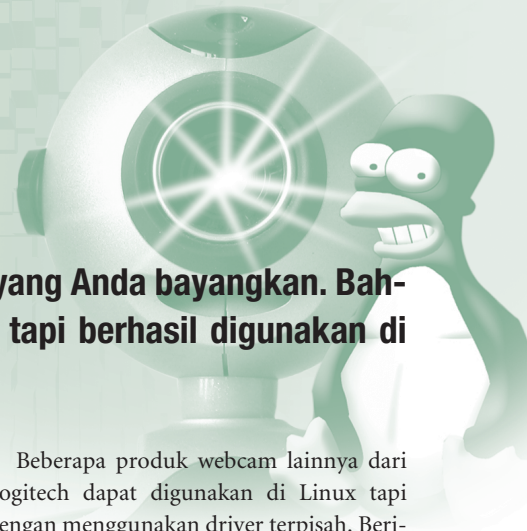 yang Anda bayangkan. Bah-
tapi berhasil digunakan di
Beberapa produk webcam lainnya dari
ogitech dapat digunakan di Linux tapi
engan menggunakan driver terpisah. Beri-